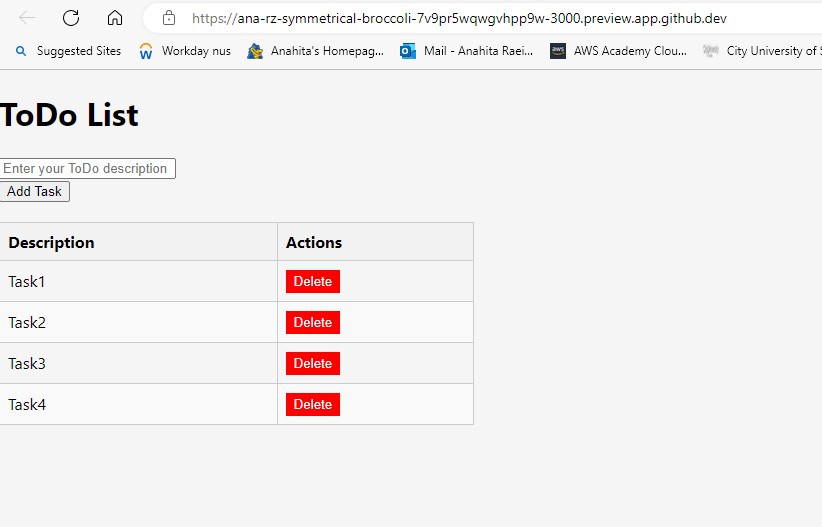 https://ana-rz-symmetrical-broccoli-7v9pr5wqwgvhpp9w-3000.preview.app.github.dev
Suggested Sites Workday nus Anahita's Homepag... Mail - Anahita Raei... aws AWS Academy Clou... City University of S
ToDo List
Enter your ToDo description
Add Task
Description Actions
Task1 Delete
Task2 Delete
Task3 Delete
Task4 Delete